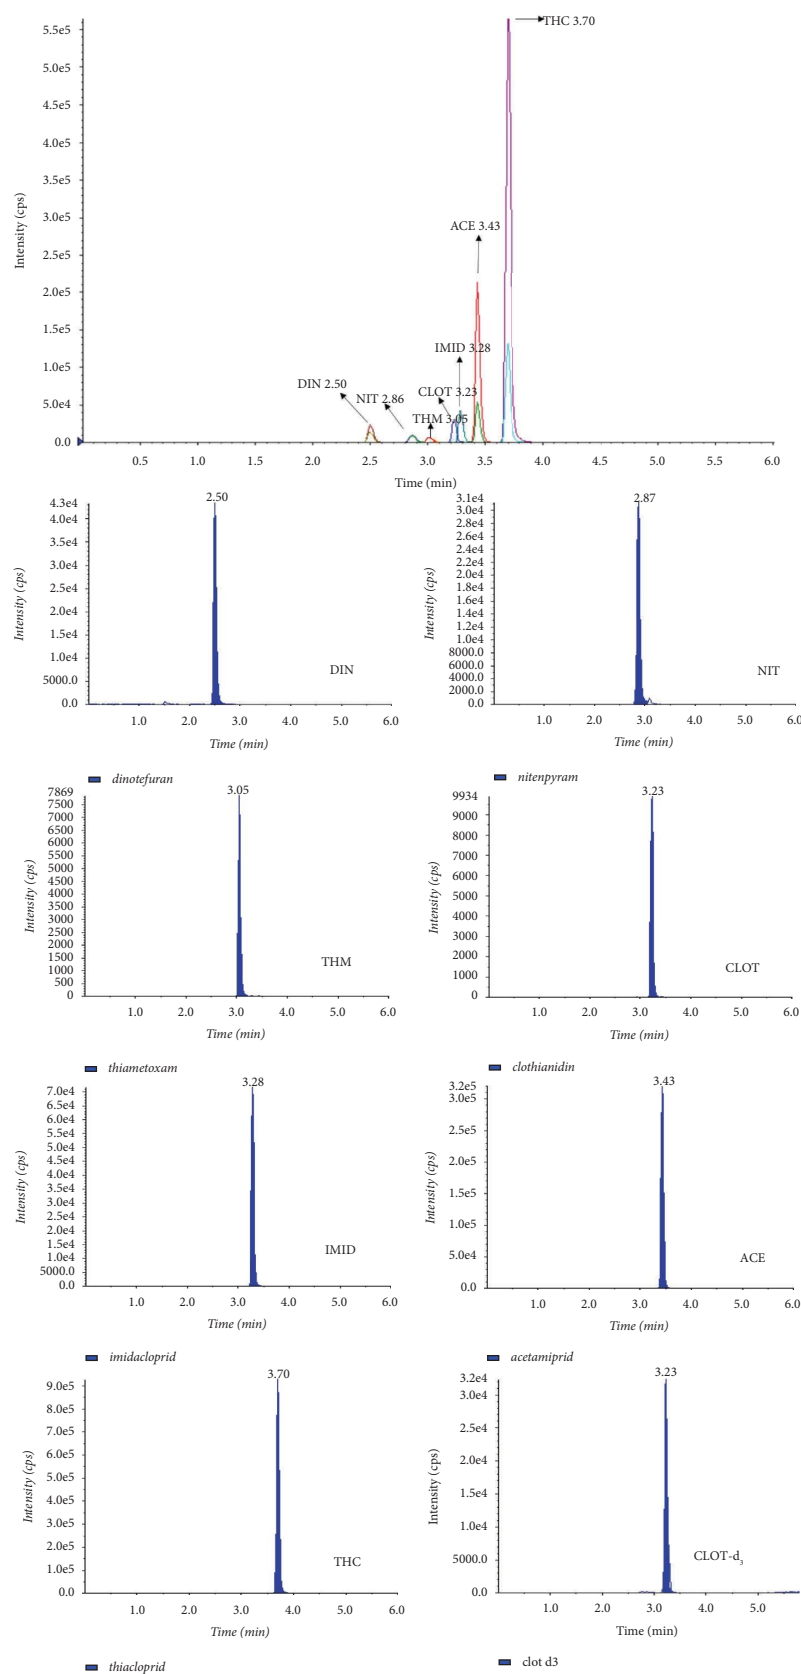 5.5e5
5.0e5
4.5e5
4.0e5
3.5e5
3.0e5
2.5e5
2.0e5
1.5e5
1.0e5
5.0e4
0.0
Intensity (cps)
THC 3.70
ACE 3.43
IMID 3.28
DIN 2.50
NIT 2.86
CLOT 3.23
THM 3.05
0.5 1.0 1.5 2.0 2.5 3.0 3.5 4.0 4.5 5.0 5.5 6.0
Time (min)
2.50
4.3e4
4.0e4
3.5e4
3.0e4
2.5e4
2.0e4
1.5e4
1.0e4
5000.0
0.0
Intensity (cps)
DIN
1.0 2.0 3.0 4.0 5.0 6.0
Time (min)
dinotefuran
2.87
3.1e4
3.0e4
2.8e4
2.6e4
2.4e4
2.2e4
2.0e4
1.8e4
1.6e4
1.4e4
1.2e4
1.0e4
8000.0
6000.0
4000.0
2000.0
0.0
Intensity (cps)
NIT
1.0 2.0 3.0 4.0 5.0 6.0
Time (min)
nitenpyram
3.05
7869
7500
7000
6500
6000
5500
5000
4500
4000
3500
3000
2500
2000
1500
1000
500
0
Intensity (cps)
THM
1.0 2.0 3.0 4.0 5.0 6.0
Time (min)
thiametoxam
3.23
9934
9000
8000
7000
6000
5000
4000
3000
2000
1000
0
Intensity (cps)
CLOT
1.0 2.0 3.0 4.0 5.0 6.0
Time (min)
clothianidin
3.28
7.0e4
6.5e4
6.0e4
5.5e4
5.0e4
4.5e4
4.0e4
3.5e4
3.0e4
2.5e4
2.0e4
1.5e4
1.0e4
5000.0
0.0
Intensity (cps)
IMID
1.0 2.0 3.0 4.0 5.0 6.0
Time (min)
imidacloprid
3.43
3.2e5
3.0e5
2.5e5
2.0e5
1.5e5
1.0e5
5.0e4
0.0
Intensity (cps)
ACE
1.0 2.0 3.0 4.0 5.0 6.0
Time (min)
acetamiprid
3.70
9.0e5
8.0e5
7.0e5
6.0e5
5.0e5
4.0e5
3.0e5
2.0e5
1.0e5
0.0
Intensity (cps)
THC
1.0 2.0 3.0 4.0 5.0 6.0
Time (min)
thiacloprid
3.23
3.2e4
3.0e4
2.5e4
2.0e4
1.5e4
1.0e4
5000.0
0.0
Intensity (cps)
CLOT-d3
1.0 2.0 3.0 4.0 5.0
Time (min)
clot d3